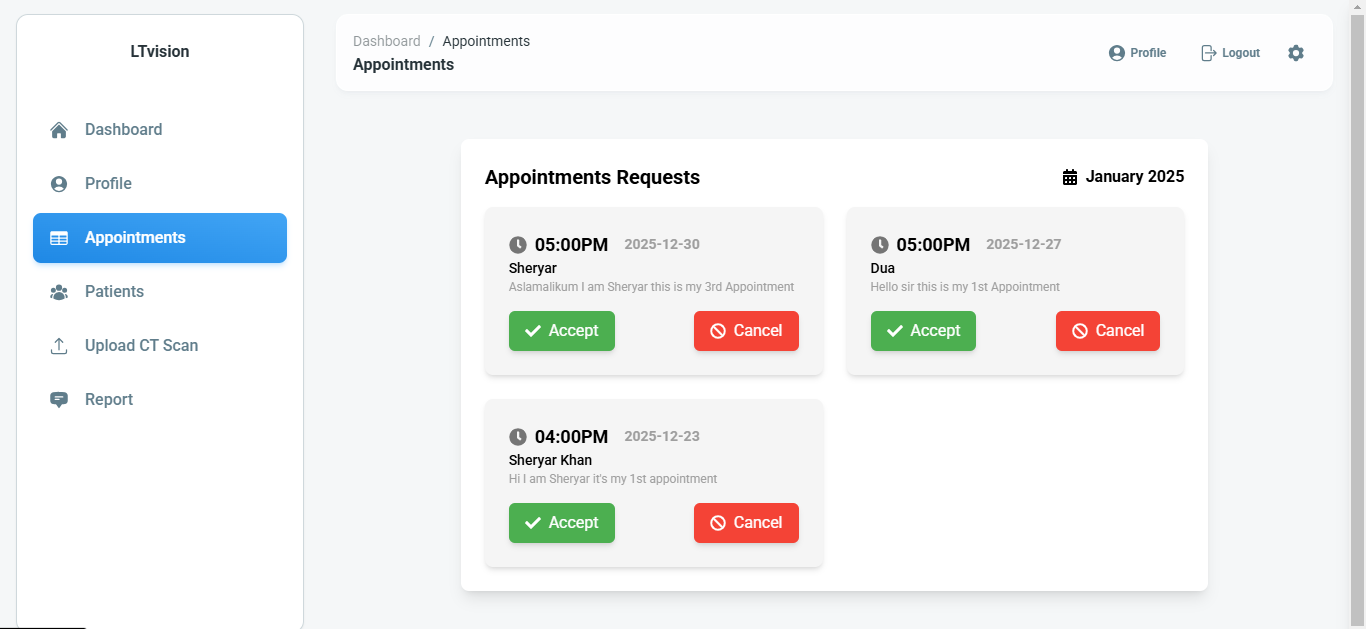 LTvision
Dashboard
Profile
Appointments
Patients
Upload CT Scan
Report
Dashboard / Appointments
Appointments
Profile
Logout
Appointments Requests
January 2025
05:00PM 2025-12-30
Sheryar
Aslamalikum I am Sheryar this is my 3rd Appointment
Accept
Cancel
05:00PM 2025-12-27
Dua
Hello sir this is my 1st Appointment
Accept
Cancel
04:00PM 2025-12-23
Sheryar Khan
Hi I am Sheryar it's my 1st appointment
Accept
Cancel